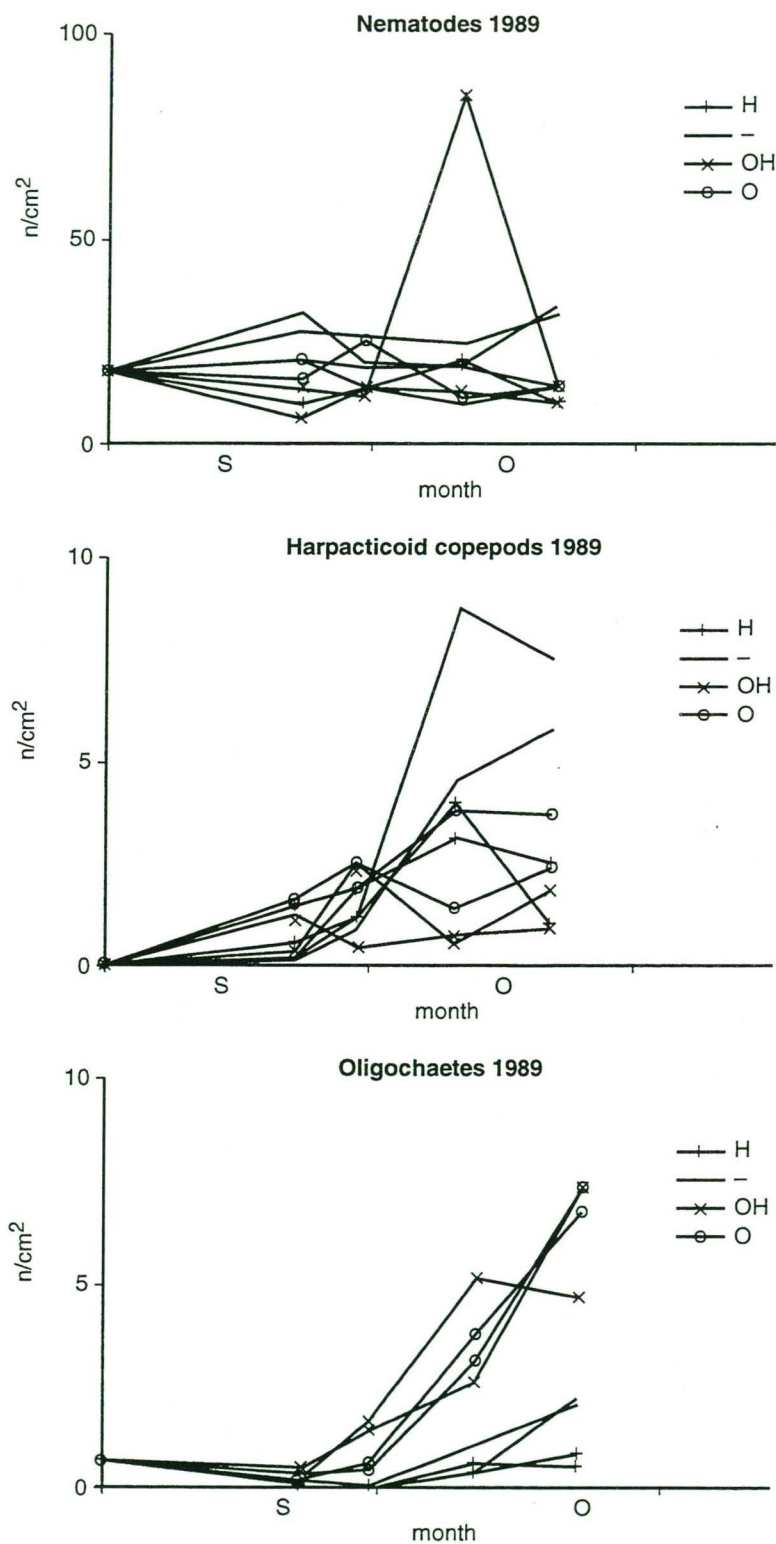 Nematodes 1989
100
50
0
n/cm²
S
O
month
H
–
OH
O
Harpacticoid copepods 1989
10
5
0
n/cm²
S
O
month
H
–
OH
O
Oligochaetes 1989
10
5
0
n/cm²
S
O
month
H
–
OH
O